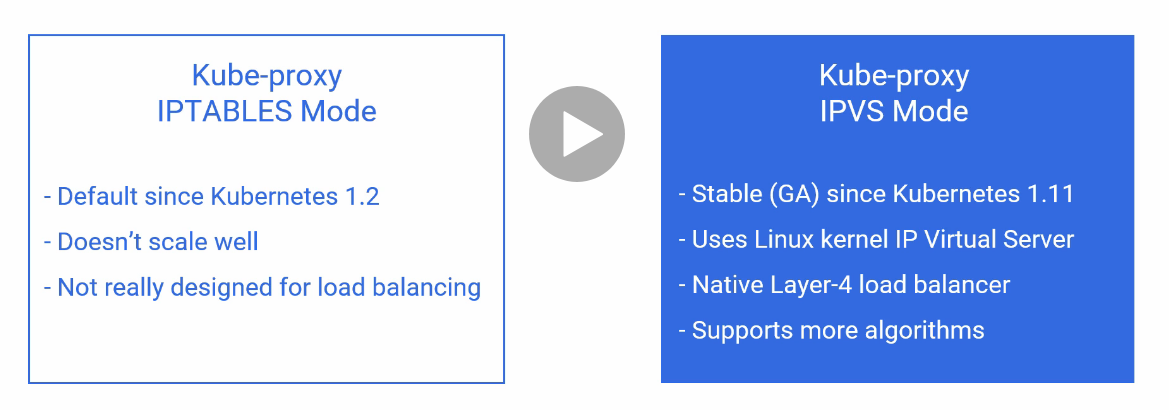 Kube-proxy
IPTABLES Mode
- Default since Kubernetes 1.2
- Doesn’t scale well
- Not really designed for load balancing
Kube-proxy
IPVS Mode
- Stable (GA) since Kubernetes 1.11
- Uses Linux kernel IP Virtual Server
- Native Layer-4 load balancer
- Supports more algorithms